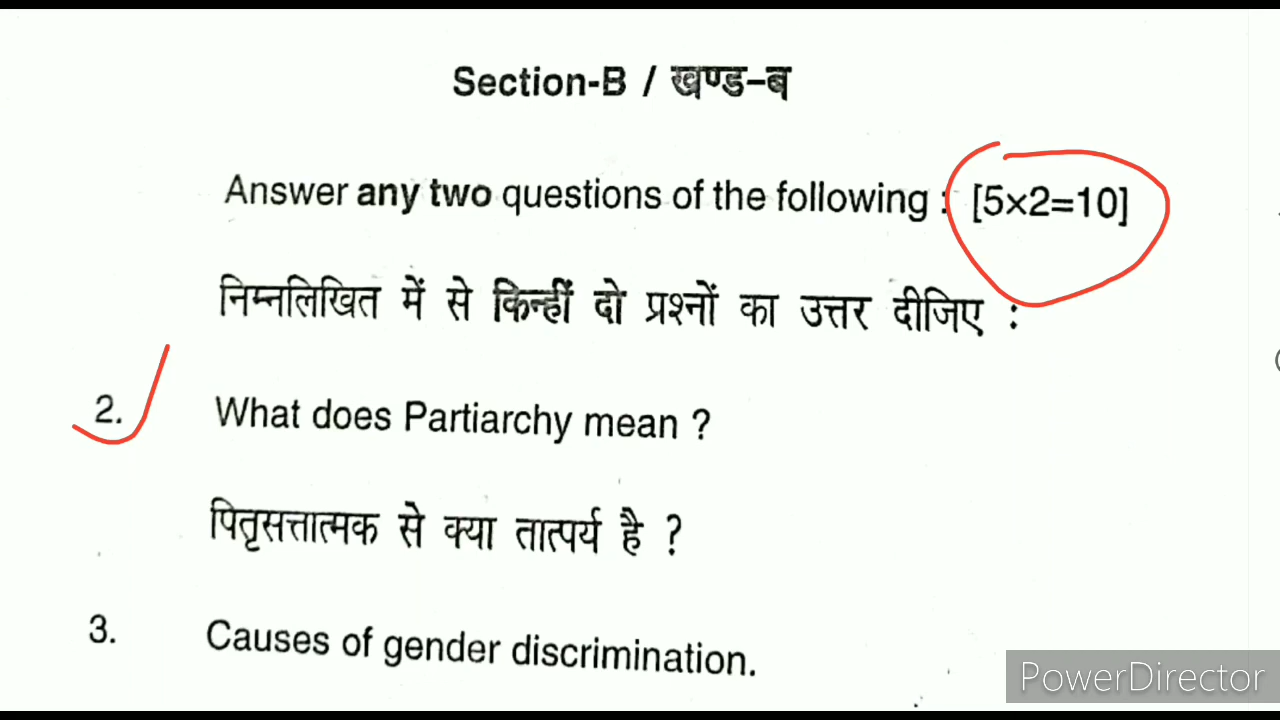 Section-B / खण्ड-ब
Answer any two questions of the following : [5×2=10]
निम्नलिखित में से किन्हीं दो प्रश्नों का उत्तर दीजिए :
2. What does Partiarchy mean ?
पितृसत्तात्मक से क्या तात्पर्य है ?
3. Causes of gender discrimination.
PowerDirector